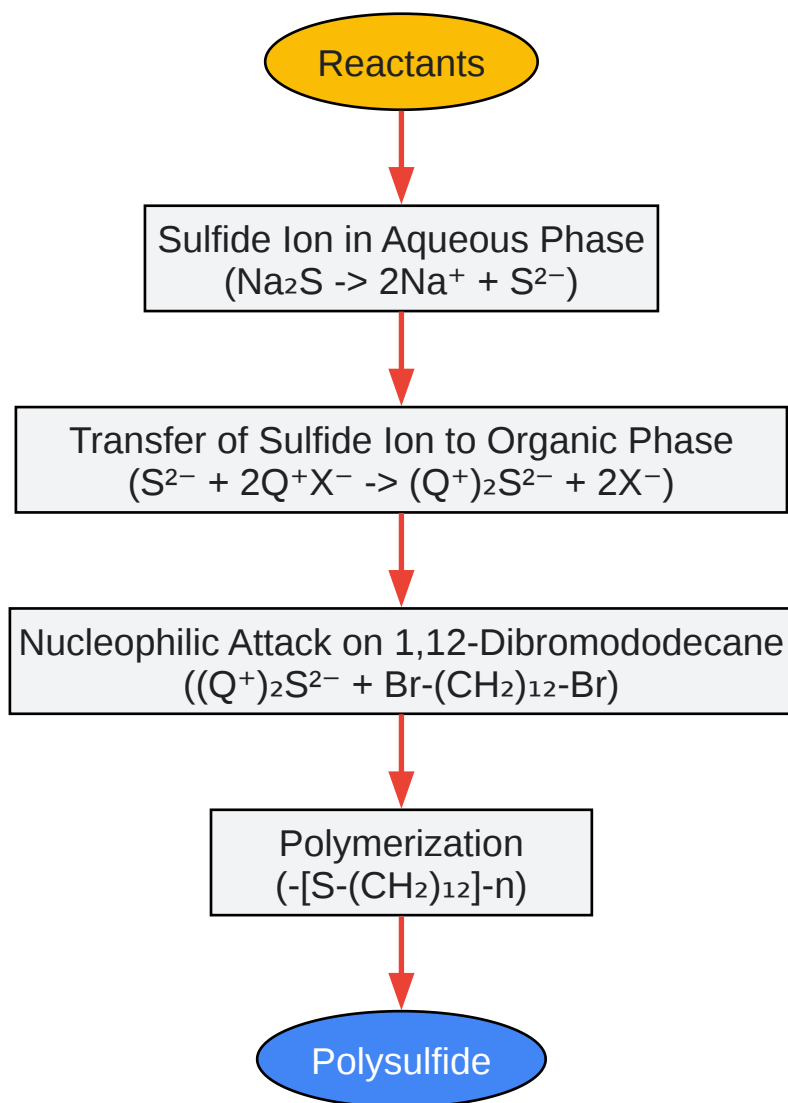 Reactants
Sulfide Ion in Aqueous Phase
(Na₂S -> 2Na⁺ + S²⁻)
Transfer of Sulfide Ion to Organic Phase
(S²⁻ + 2Q⁺X⁻ -> (Q⁺)₂S²⁻ + 2X⁻)
Nucleophilic Attack on 1,12-Dibromododecane
((Q⁺)₂S²⁻ + Br-(CH₂)₁₂-Br)
Polymerization
(-[S-(CH₂)₁₂]-n)
Polysulfide